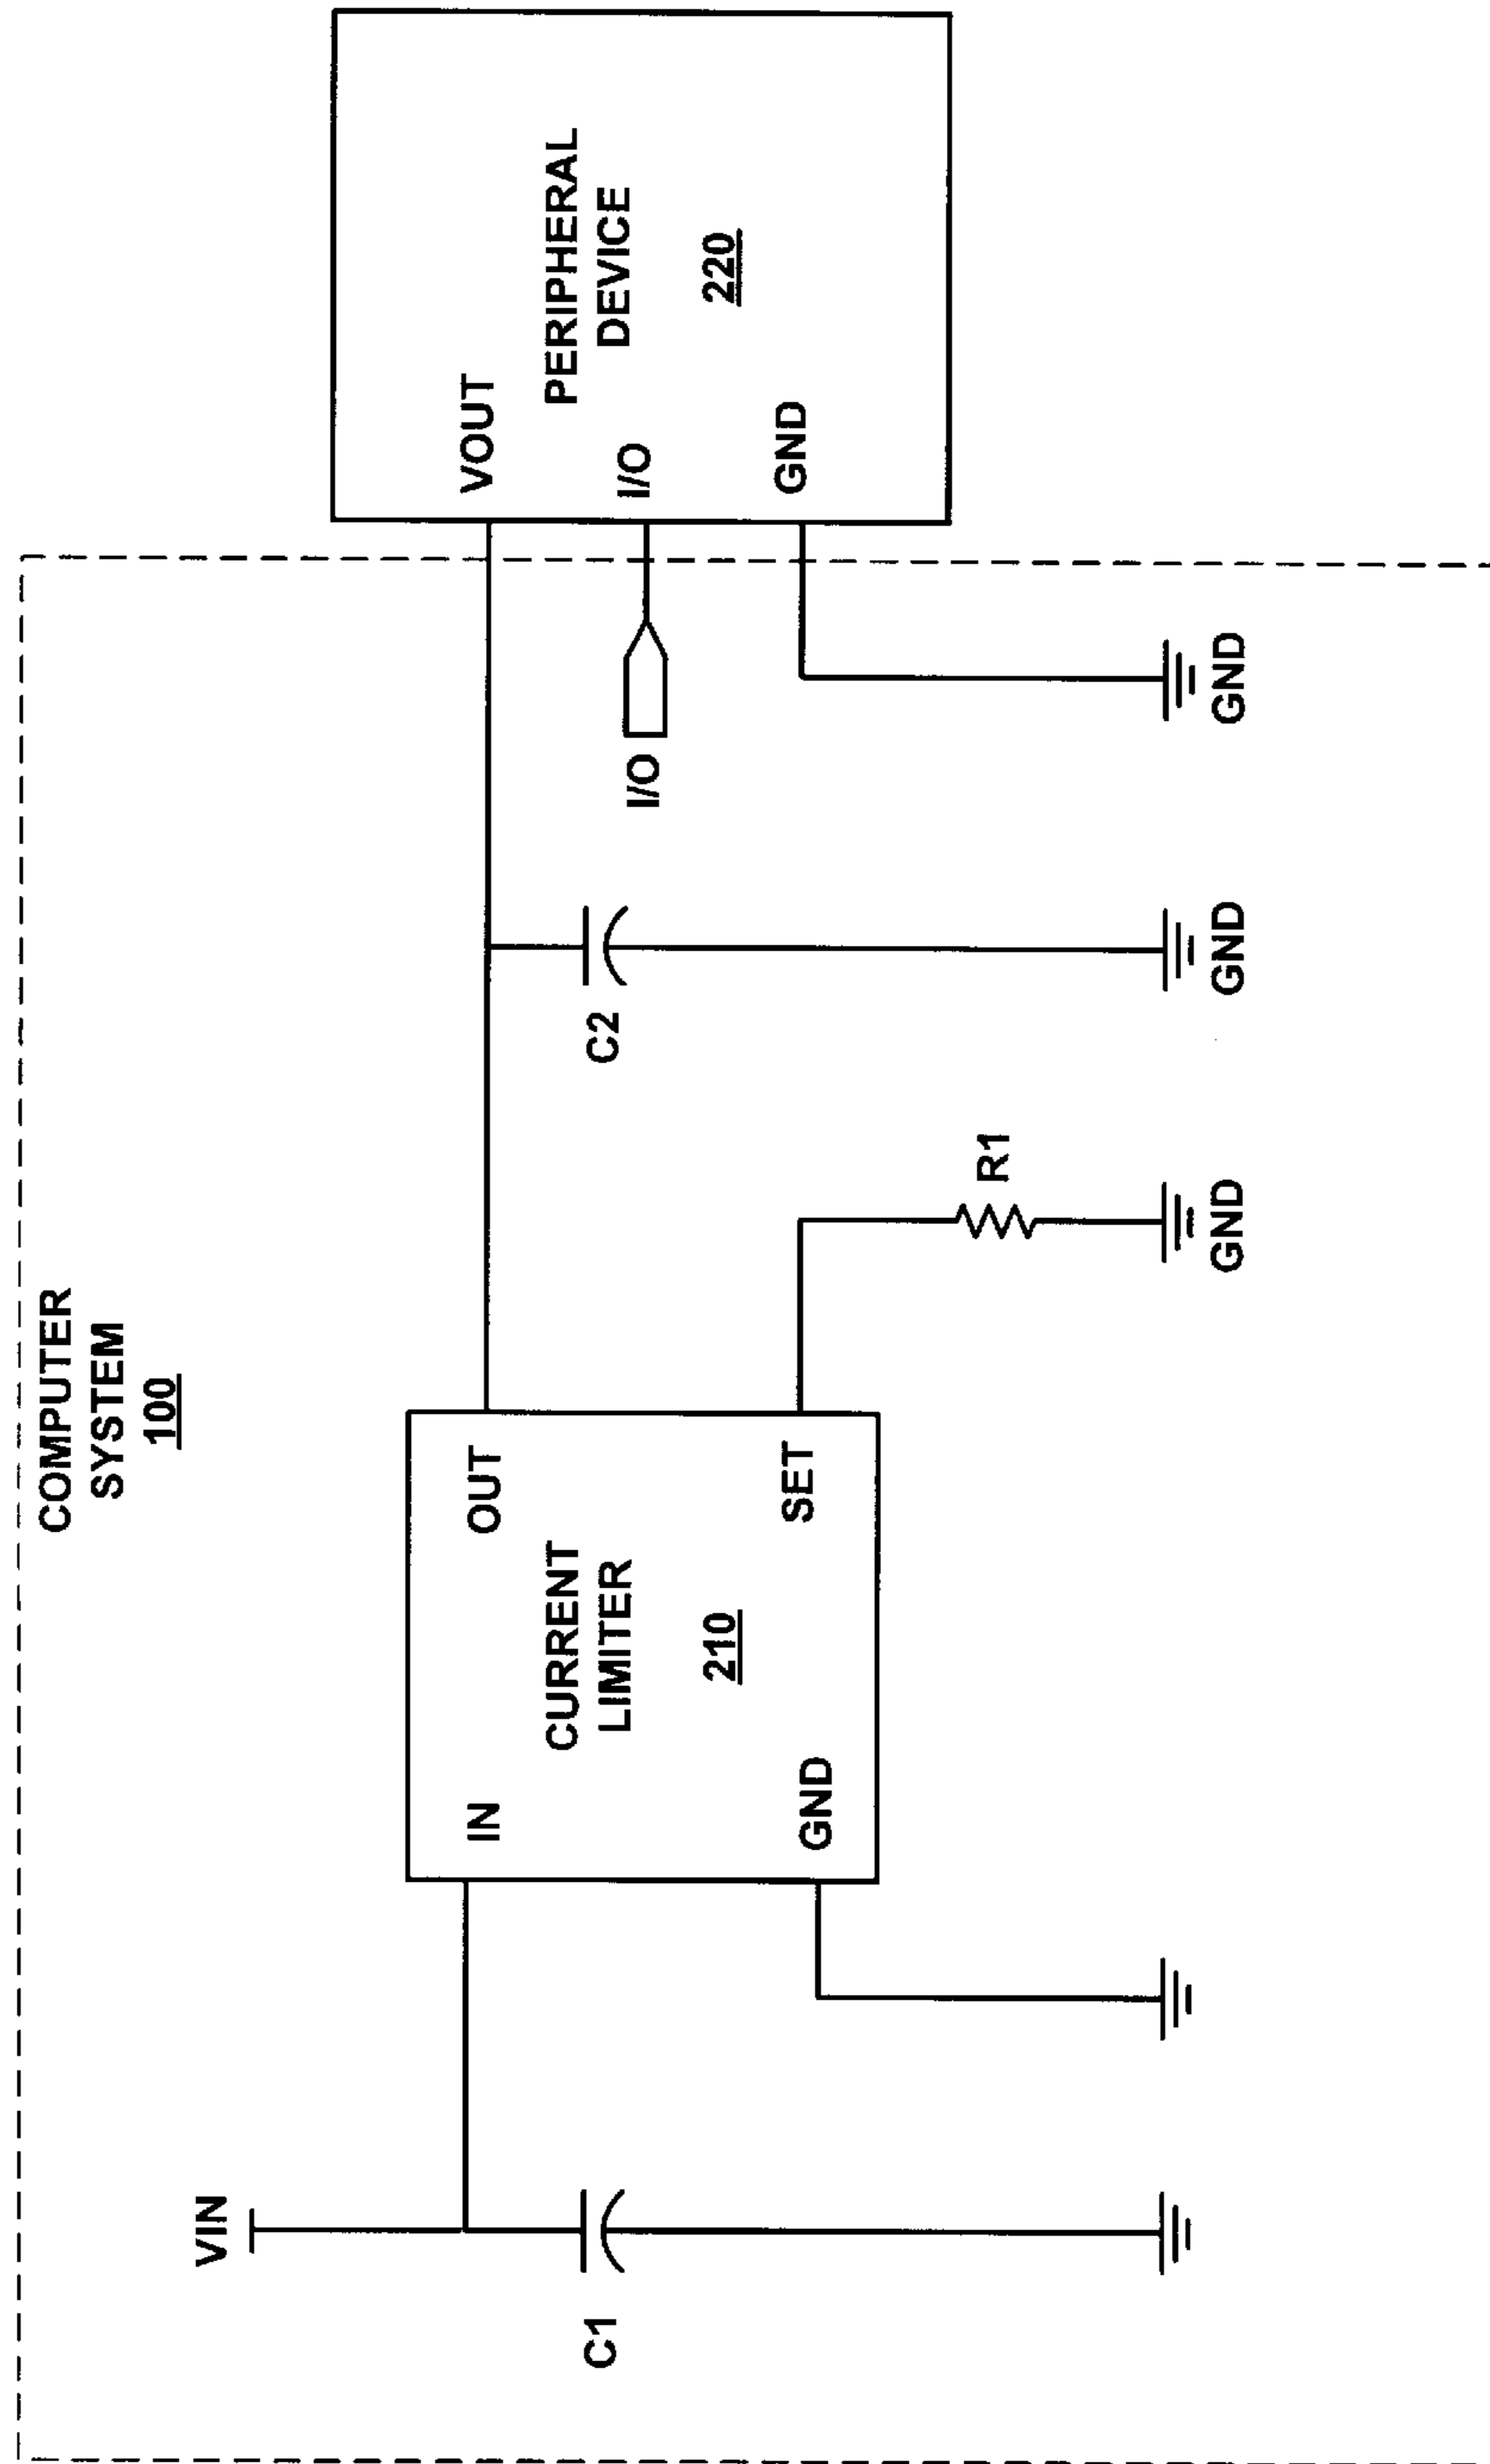 COMPUTER
SYSTEM
100
VIN
C1
IN
OUT
CURRENT
LIMITER
210
GND
SET
R1
GND
C2
GND
I/O
GND
VOUT
I/O
GND
PERIPHERAL
DEVICE
220